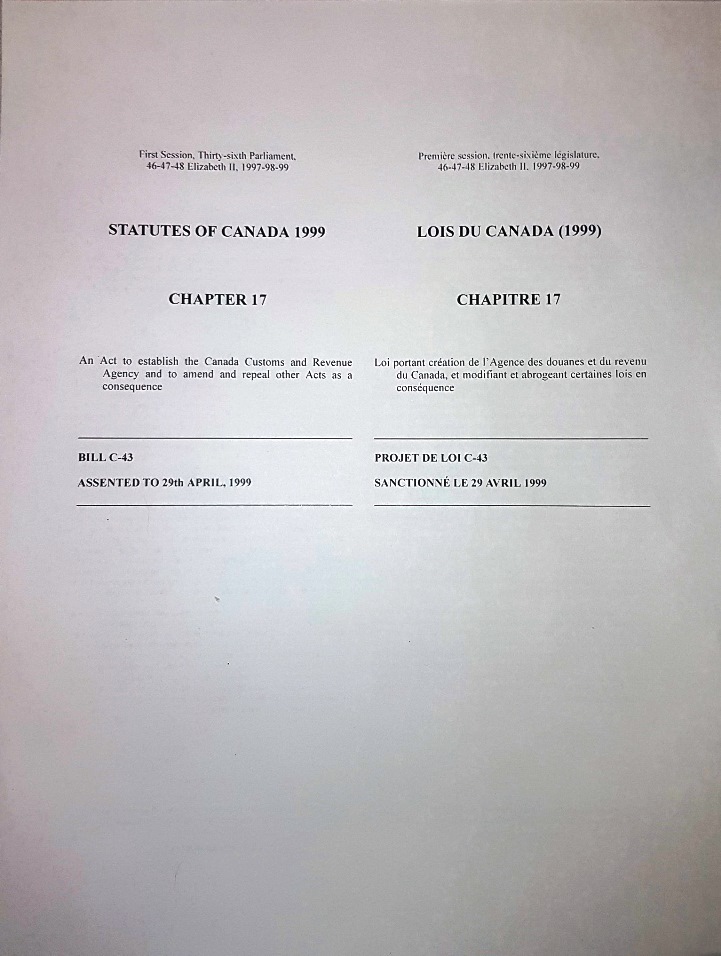 First Session, Thirty-sixth Parliament,
46-47-48 Elizabeth II, 1997-98-99
STATUTES OF CANADA 1999
CHAPTER 17
An Act to establish the Canada Customs and Revenue
Agency and to amend and repeal other Acts as a
consequence
BILL C-43
ASSENTED TO 29th APRIL, 1999
Première session, trente-sixième législature,
46-47-48 Elizabeth II, 1997-98-99
LOIS DU CANADA (1999)
CHAPITRE 17
Loi portant création de l'Agence des douanes et du revenu
du Canada, et modifiant et abrogeant certaines lois en
conséquence
PROJET DE LOI C-43
SANCTIONNÉ LE 29 AVRIL 1999